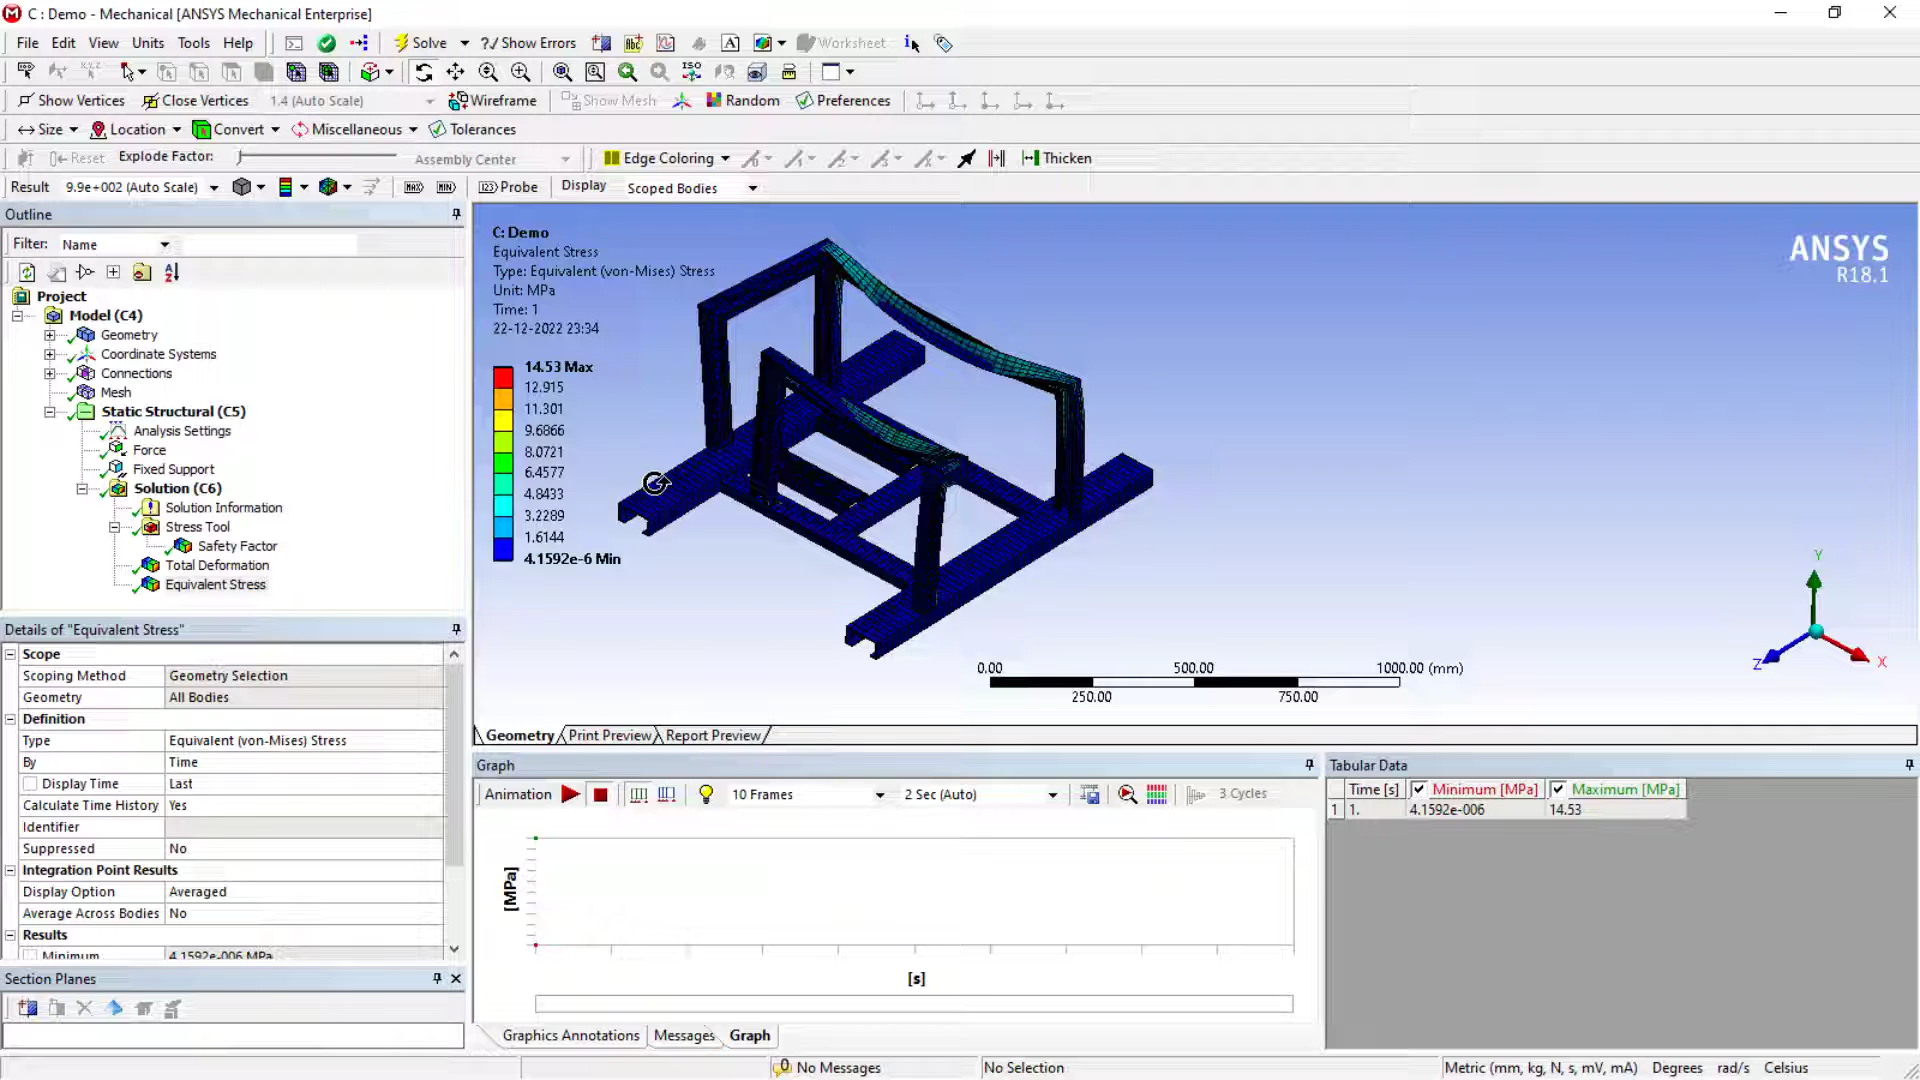 C : Demo - Mechanical [ANSYS Mechanical Enterprise]
File Edit View Units Tools Help Solve ?/ Show Errors Worksheet
ISO
Show Vertices Close Vertices 1.4 (Auto Scale) Wireframe Show Mesh Random Preferences
Size Location Convert Miscellaneous Tolerances
Reset Explode Factor: Assembly Center Edge Coloring Thicken
Result 9.9e+002 (Auto Scale) MAX MIN Probe Display Scoped Bodies
Outline
Filter: Name
Project
Model (C4)
Geometry
Coordinate Systems
Connections
Mesh
Static Structural (C5)
Analysis Settings
Force
Fixed Support
Solution (C6)
Solution Information
Stress Tool
Safety Factor
Total Deformation
Equivalent Stress
Details of "Equivalent Stress"
Scope
Scoping Method Geometry Selection
Geometry All Bodies
Definition
Type Equivalent (von-Mises) Stress
By Time
Display Time Last
Calculate Time History Yes
Identifier
Suppressed No
Integration Point Results
Display Option Averaged
Average Across Bodies No
Results
Minimum 4.1592e-006 MPa
Section Planes
C: Demo
Equivalent Stress
Type: Equivalent (von-Mises) Stress
Unit: MPa
Time: 1
22-12-2022 23:34
14.53 Max
12.915
11.301
9.6866
8.0721
6.4577
4.8433
3.2289
1.6144
4.1592e-6 Min
ANSYS
R18.1
0.00 500.00 1000.00 (mm)
250.00 750.00
Y
Z X
Geometry Print Preview Report Preview
Graph
Animation 10 Frames 2 Sec (Auto) 3 Cycles
[MPa]
[s]
Graphics Annotations Messages Graph
Tabular Data
Time [s] Minimum [MPa] Maximum [MPa]
1 1. 4.1592e-006 14.53
No Messages No Selection Metric (mm, kg, N, s, mV, mA) Degrees rad/s Celsius